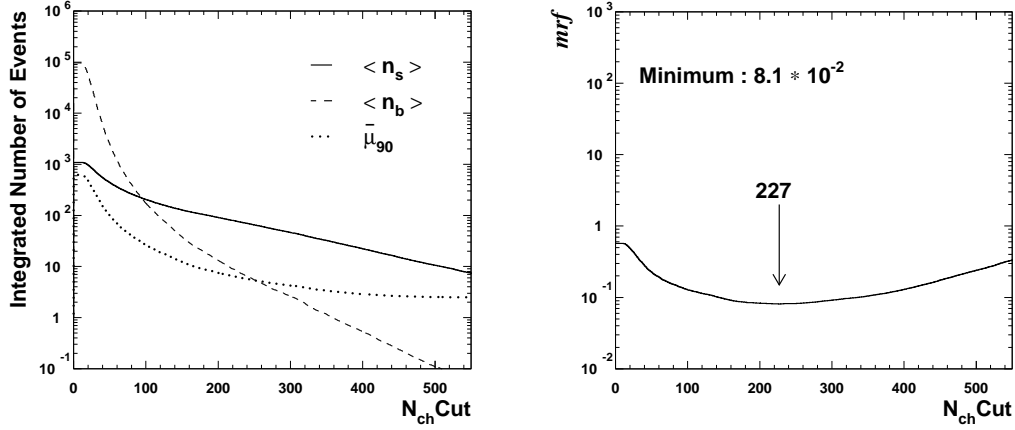 Integrated Number of Events
10^6
10^5
10^4
10^3
10^2
10
1
10^-1
< n_s >
< n_b >
μ̄_90
0 100 200 300 400 500
N_ch Cut
mrf
10^3
10^2
10
1
10^-1
10^-2
Minimum : 8.1 * 10^-2
227
0 100 200 300 400 500
N_ch Cut